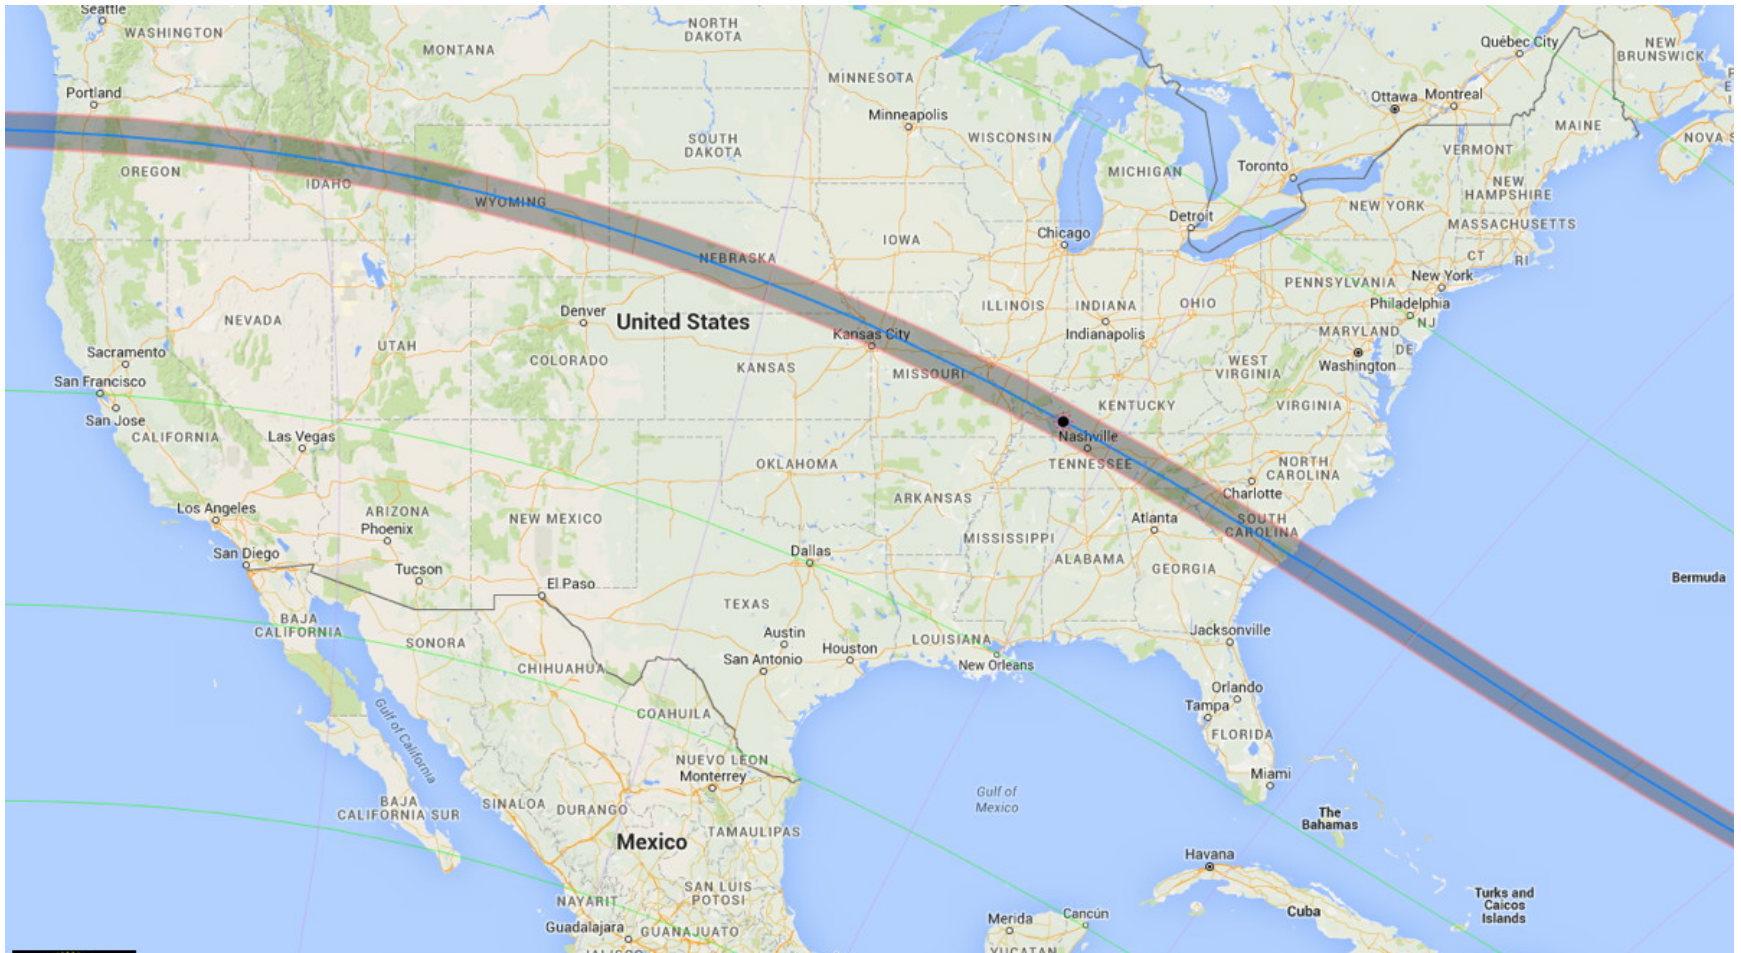 Seattle
WASHINGTON
MONTANA
NORTH
DAKOTA
MINNESOTA
Québec City
NEW
BRUNSWICK
Portland
Minneapolis
Ottawa
Montreal
SOUTH
DAKOTA
WISCONSIN
MAINE
NOVA S
OREGON
IDAHO
WYOMING
MICHIGAN
Toronto
VERMONT
NEW
HAMPSHIRE
NEW YORK
MASSACHUSETTS
Detroit
Chicago
IOWA
NEBRASKA
CT
RI
PENNSYLVANIA
New York
Philadelphia
NJ
NEVADA
Denver
United States
ILLINOIS
INDIANA
OHIO
Indianapolis
Kansas City
MARYLAND
DE
Washington
Sacramento
UTAH
COLORADO
KANSAS
MISSOURI
WEST
VIRGINIA
San Francisco
San Jose
CALIFORNIA
Las Vegas
KENTUCKY
VIRGINIA
Nashville
TENNESSEE
OKLAHOMA
NORTH
CAROLINA
Charlotte
Los Angeles
ARIZONA
Phoenix
NEW MEXICO
ARKANSAS
Atlanta
SOUTH
CAROLINA
San Diego
Tucson
El Paso
Dallas
MISSISSIPPI
ALABAMA
GEORGIA
Bermuda
TEXAS
BAJA
CALIFORNIA
SONORA
CHIHUAHUA
Austin
San Antonio
Houston
LOUISIANA
New Orleans
Jacksonville
Orlando
Tampa
FLORIDA
Gulf of California
COAHUILA
NUEVO LEON
Monterrey
Miami
Gulf of
Mexico
The
Bahamas
BAJA
CALIFORNIA SUR
SINALOA
DURANGO
Mexico
TAMAULIPAS
Havana
SAN LUIS
POTOSI
NAYARIT
Guadalajara
GUANAJUATO
Merida
Cancún
Cuba
Turks and
Caicos
Islands
YUCATAN
JALISCO